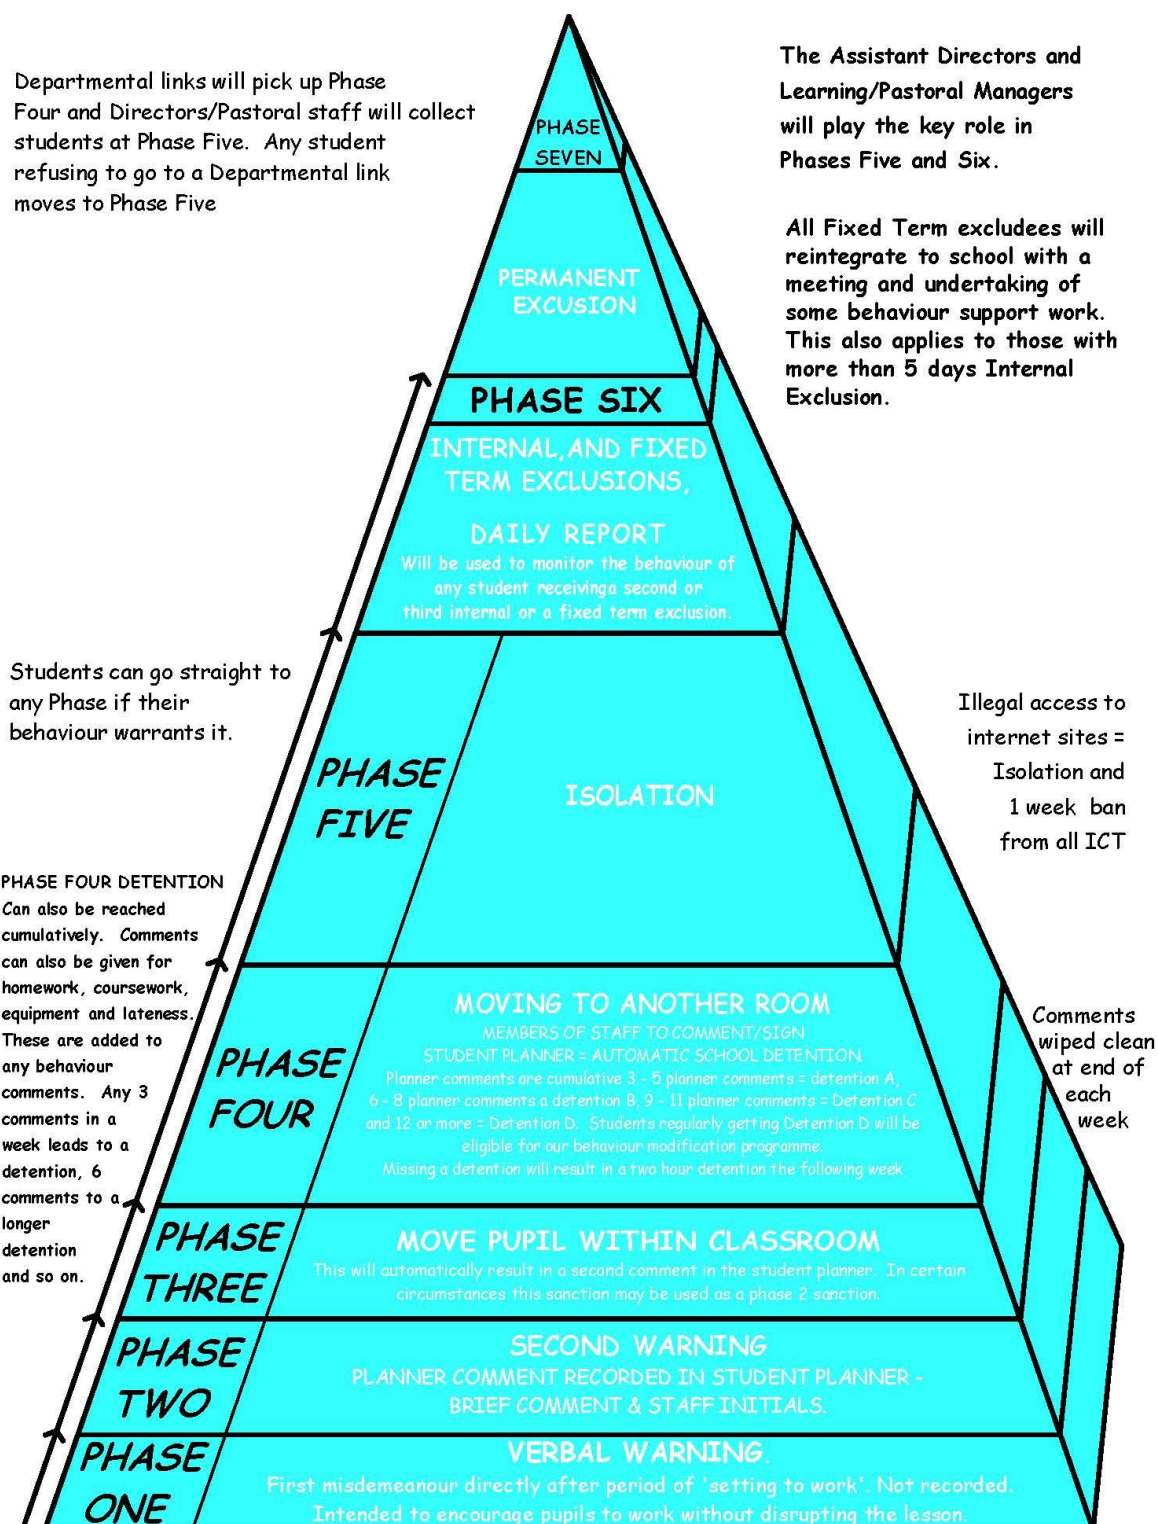 Departmental links will pick up Phase
Four and Directors/Pastoral staff will collect
students at Phase Five. Any student
refusing to go to a Departmental link
moves to Phase Five
The Assistant Directors and
Learning/Pastoral Managers
will play the key role in
Phases Five and Six.
All Fixed Term excludees will
reintegrate to school with a
meeting and undertaking of
some behaviour support work.
This also applies to those with
more than 5 days Internal
Exclusion.
PHASE
SEVEN
PERMANENT
EXCUSION
PHASE SIX
INTERNAL,AND FIXED
TERM EXCLUSIONS,
DAILY REPORT
Will be used to monitor the behaviour of
any student receivinga second or
third internal or a fixed term exclusion.
Students can go straight to
any Phase if their
behaviour warrants it.
PHASE
FIVE
ISOLATION
Illegal access to
internet sites =
Isolation and
1 week ban
from all ICT
PHASE FOUR DETENTION
Can also be reached
cumulatively. Comments
can also be given for
homework, coursework,
equipment and lateness.
These are added to
any behaviour
comments. Any 3
comments in a
week leads to a
detention, 6
comments to a
longer
detention
and so on.
PHASE
FOUR
MOVING TO ANOTHER ROOM
MEMBERS OF STAFF TO COMMENT/SIGN
STUDENT PLANNER = AUTOMATIC SCHOOL DETENTION.
Planner comments are cumulative 3 - 5 planner comments = detention A,
6 - 8 planner comments a detention B, 9 - 11 planner comments = Detention C
and 12 or more = Detention D. Students regularly getting Detention D will be
eligible for our behaviour modification programme.
Missing a detention will result in a two hour detention the following week
Comments
wiped clean
at end of
each
week
PHASE
THREE
MOVE PUPIL WITHIN CLASSROOM
This will automatically result in a second comment in the student planner. In certain
circumstances this sanction may be used as a phase 2 sanction.
PHASE
TWO
SECOND WARNING
PLANNER COMMENT RECORDED IN STUDENT PLANNER -
BRIEF COMMENT & STAFF INITIALS.
PHASE
ONE
VERBAL WARNING.
First misdemeanour directly after period of 'setting to work'. Not recorded.
Intended to encourage pupils to work without disrupting the lesson.